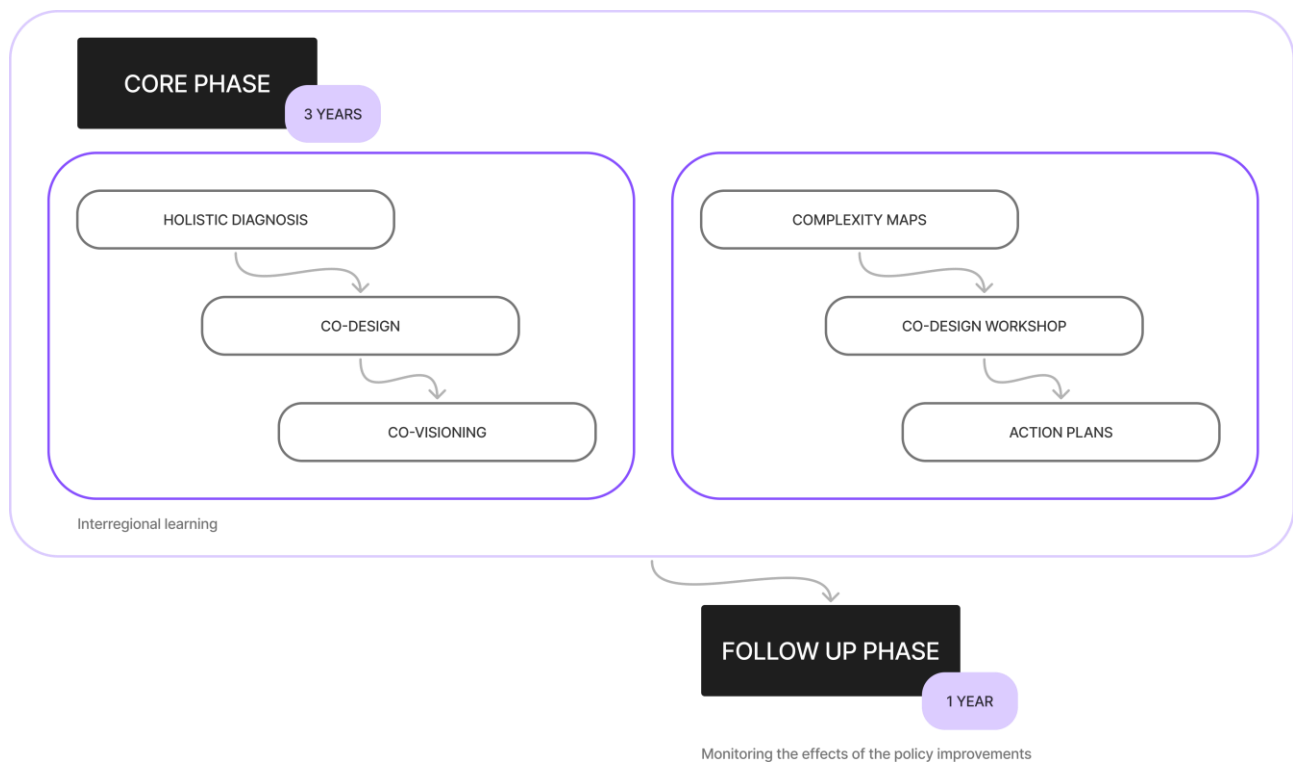 CORE PHASE
3 YEARS
HOLISTIC DIAGNOSIS
CO-DESIGN
CO-VISIONING
COMPLEXITY MAPS
CO-DESIGN WORKSHOP
ACTION PLANS
Interregional learning
FOLLOW UP PHASE
1 YEAR
Monitoring the effects of the policy improvements